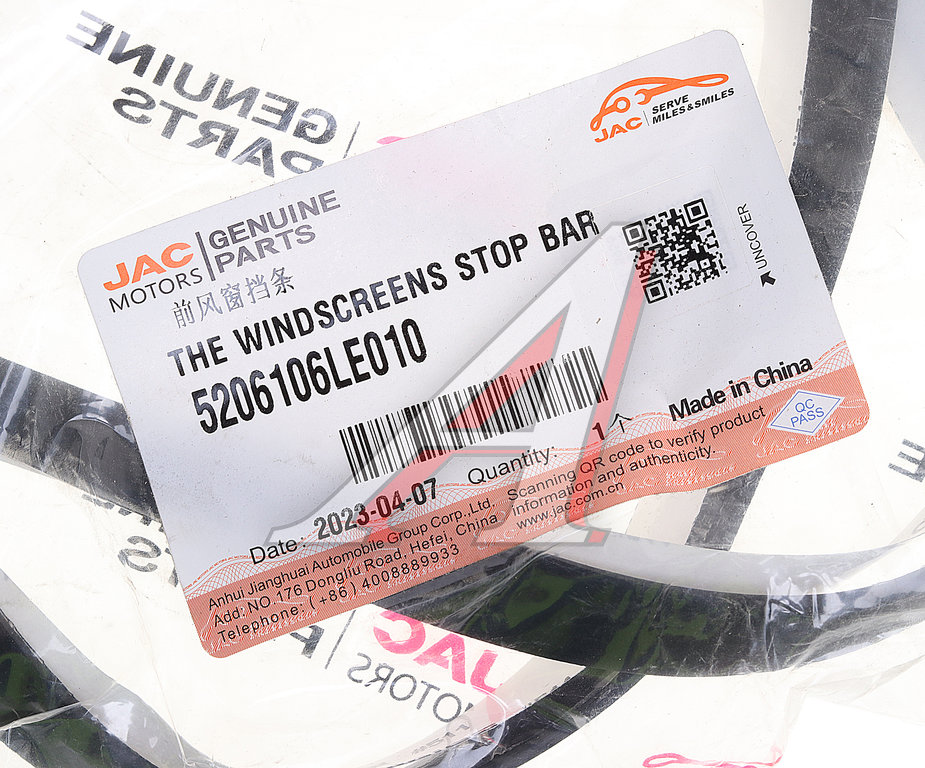 GENUINE
PARTS
JAC
SERVE
MILES & SMILES
JAC
MOTORS
GENUINE
PARTS
前风窗挡条
THE WINDSCREENS STOP BAR
5206106LE010
UNCOVER
Date: 2023-04-07
Quantity: 1个
Made in China
QC
PASS
Anhui Jianghuai Automobile Group Corp.,Ltd.
Add: NO.176 Dongliu Road, Hefei, China
Telephone: (+86) 4008889933
Scanning QR code to verify product
information and authenticity.
www.jac.com.cn
PARTS
JAC
MOTORS